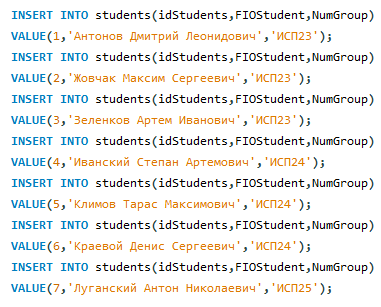 INSERT INTO students(idStudents,FIOStudent,NumGroup)
VALUE(1,'Антонов Дмитрий Леонидович','ИСП23');
INSERT INTO students(idStudents,FIOStudent,NumGroup)
VALUE(2,'Жовчак Максим Сергеевич','ИСП23');
INSERT INTO students(idStudents,FIOStudent,NumGroup)
VALUE(3,'Зеленков Артем Иванович','ИСП23');
INSERT INTO students(idStudents,FIOStudent,NumGroup)
VALUE(4,'Иванский Степан Артемович','ИСП24');
INSERT INTO students(idStudents,FIOStudent,NumGroup)
VALUE(5,'Климов Тарас Максимович','ИСП24');
INSERT INTO students(idStudents,FIOStudent,NumGroup)
VALUE(6,'Краевой Денис Сергеевич','ИСП24');
INSERT INTO students(idStudents,FIOStudent,NumGroup)
VALUE(7,'Луганский Антон Николаевич','ИСП25');